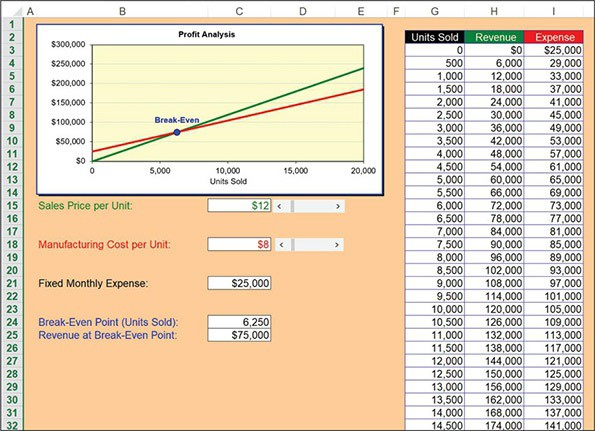 A B C D E F G H I
1
2 Units Sold Revenue Expense
3 0 $0 $25,000
4 500 6,000 29,000
5 1,000 12,000 33,000
6 1,500 18,000 37,000
7 2,000 24,000 41,000
8 2,500 30,000 45,000
9 3,000 36,000 49,000
10 3,500 42,000 53,000
11 4,000 48,000 57,000
12 4,500 54,000 61,000
13 5,000 60,000 65,000
14 5,500 66,000 69,000
15 Sales Price per Unit: $12 < > 6,000 72,000 73,000
16 6,500 78,000 77,000
17 7,000 84,000 81,000
18 Manufacturing Cost per Unit: $8 < > 7,500 90,000 85,000
19 8,000 96,000 89,000
20 8,500 102,000 93,000
21 Fixed Monthly Expense: $25,000 9,000 108,000 97,000
22 9,500 114,000 101,000
23 10,000 120,000 105,000
24 Break-Even Point (Units Sold): 6,250 10,500 126,000 109,000
25 Revenue at Break-Even Point: $75,000 11,000 132,000 113,000
26 11,500 138,000 117,000
27 12,000 144,000 121,000
28 12,500 150,000 125,000
29 13,000 156,000 129,000
30 13,500 162,000 133,000
31 14,000 168,000 137,000
32 14,500 174,000 141,000
Profit Analysis
$300,000
$250,000
$200,000
$150,000
$100,000
Break-Even
$50,000
$0
0 5,000 10,000 15,000 20,000
Units Sold